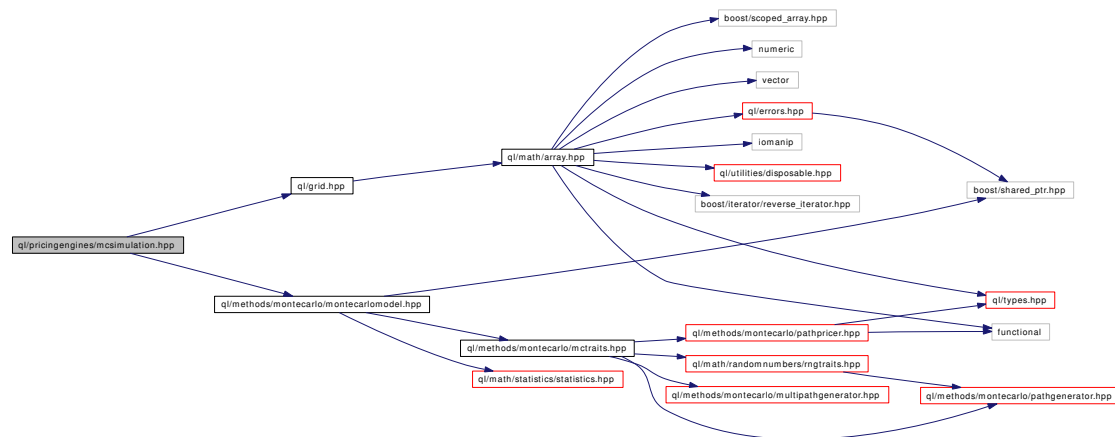 boost/scoped_array.hpp
numeric
vector
ql/errors.hpp
iomanip
ql/math/array.hpp
ql/utilities/disposable.hpp
ql/grid.hpp
boost/shared_ptr.hpp
boost/iterator/reverse_iterator.hpp
ql/pricingengines/mcsimulation.hpp
ql/methods/montecarlo/montecarlomodel.hpp
ql/types.hpp
ql/methods/montecarlo/pathpricer.hpp
functional
ql/methods/montecarlo/mctraits.hpp
ql/math/randomnumbers/rngtraits.hpp
ql/math/statistics/statistics.hpp
ql/methods/montecarlo/multipathgenerator.hpp
ql/methods/montecarlo/pathgenerator.hpp